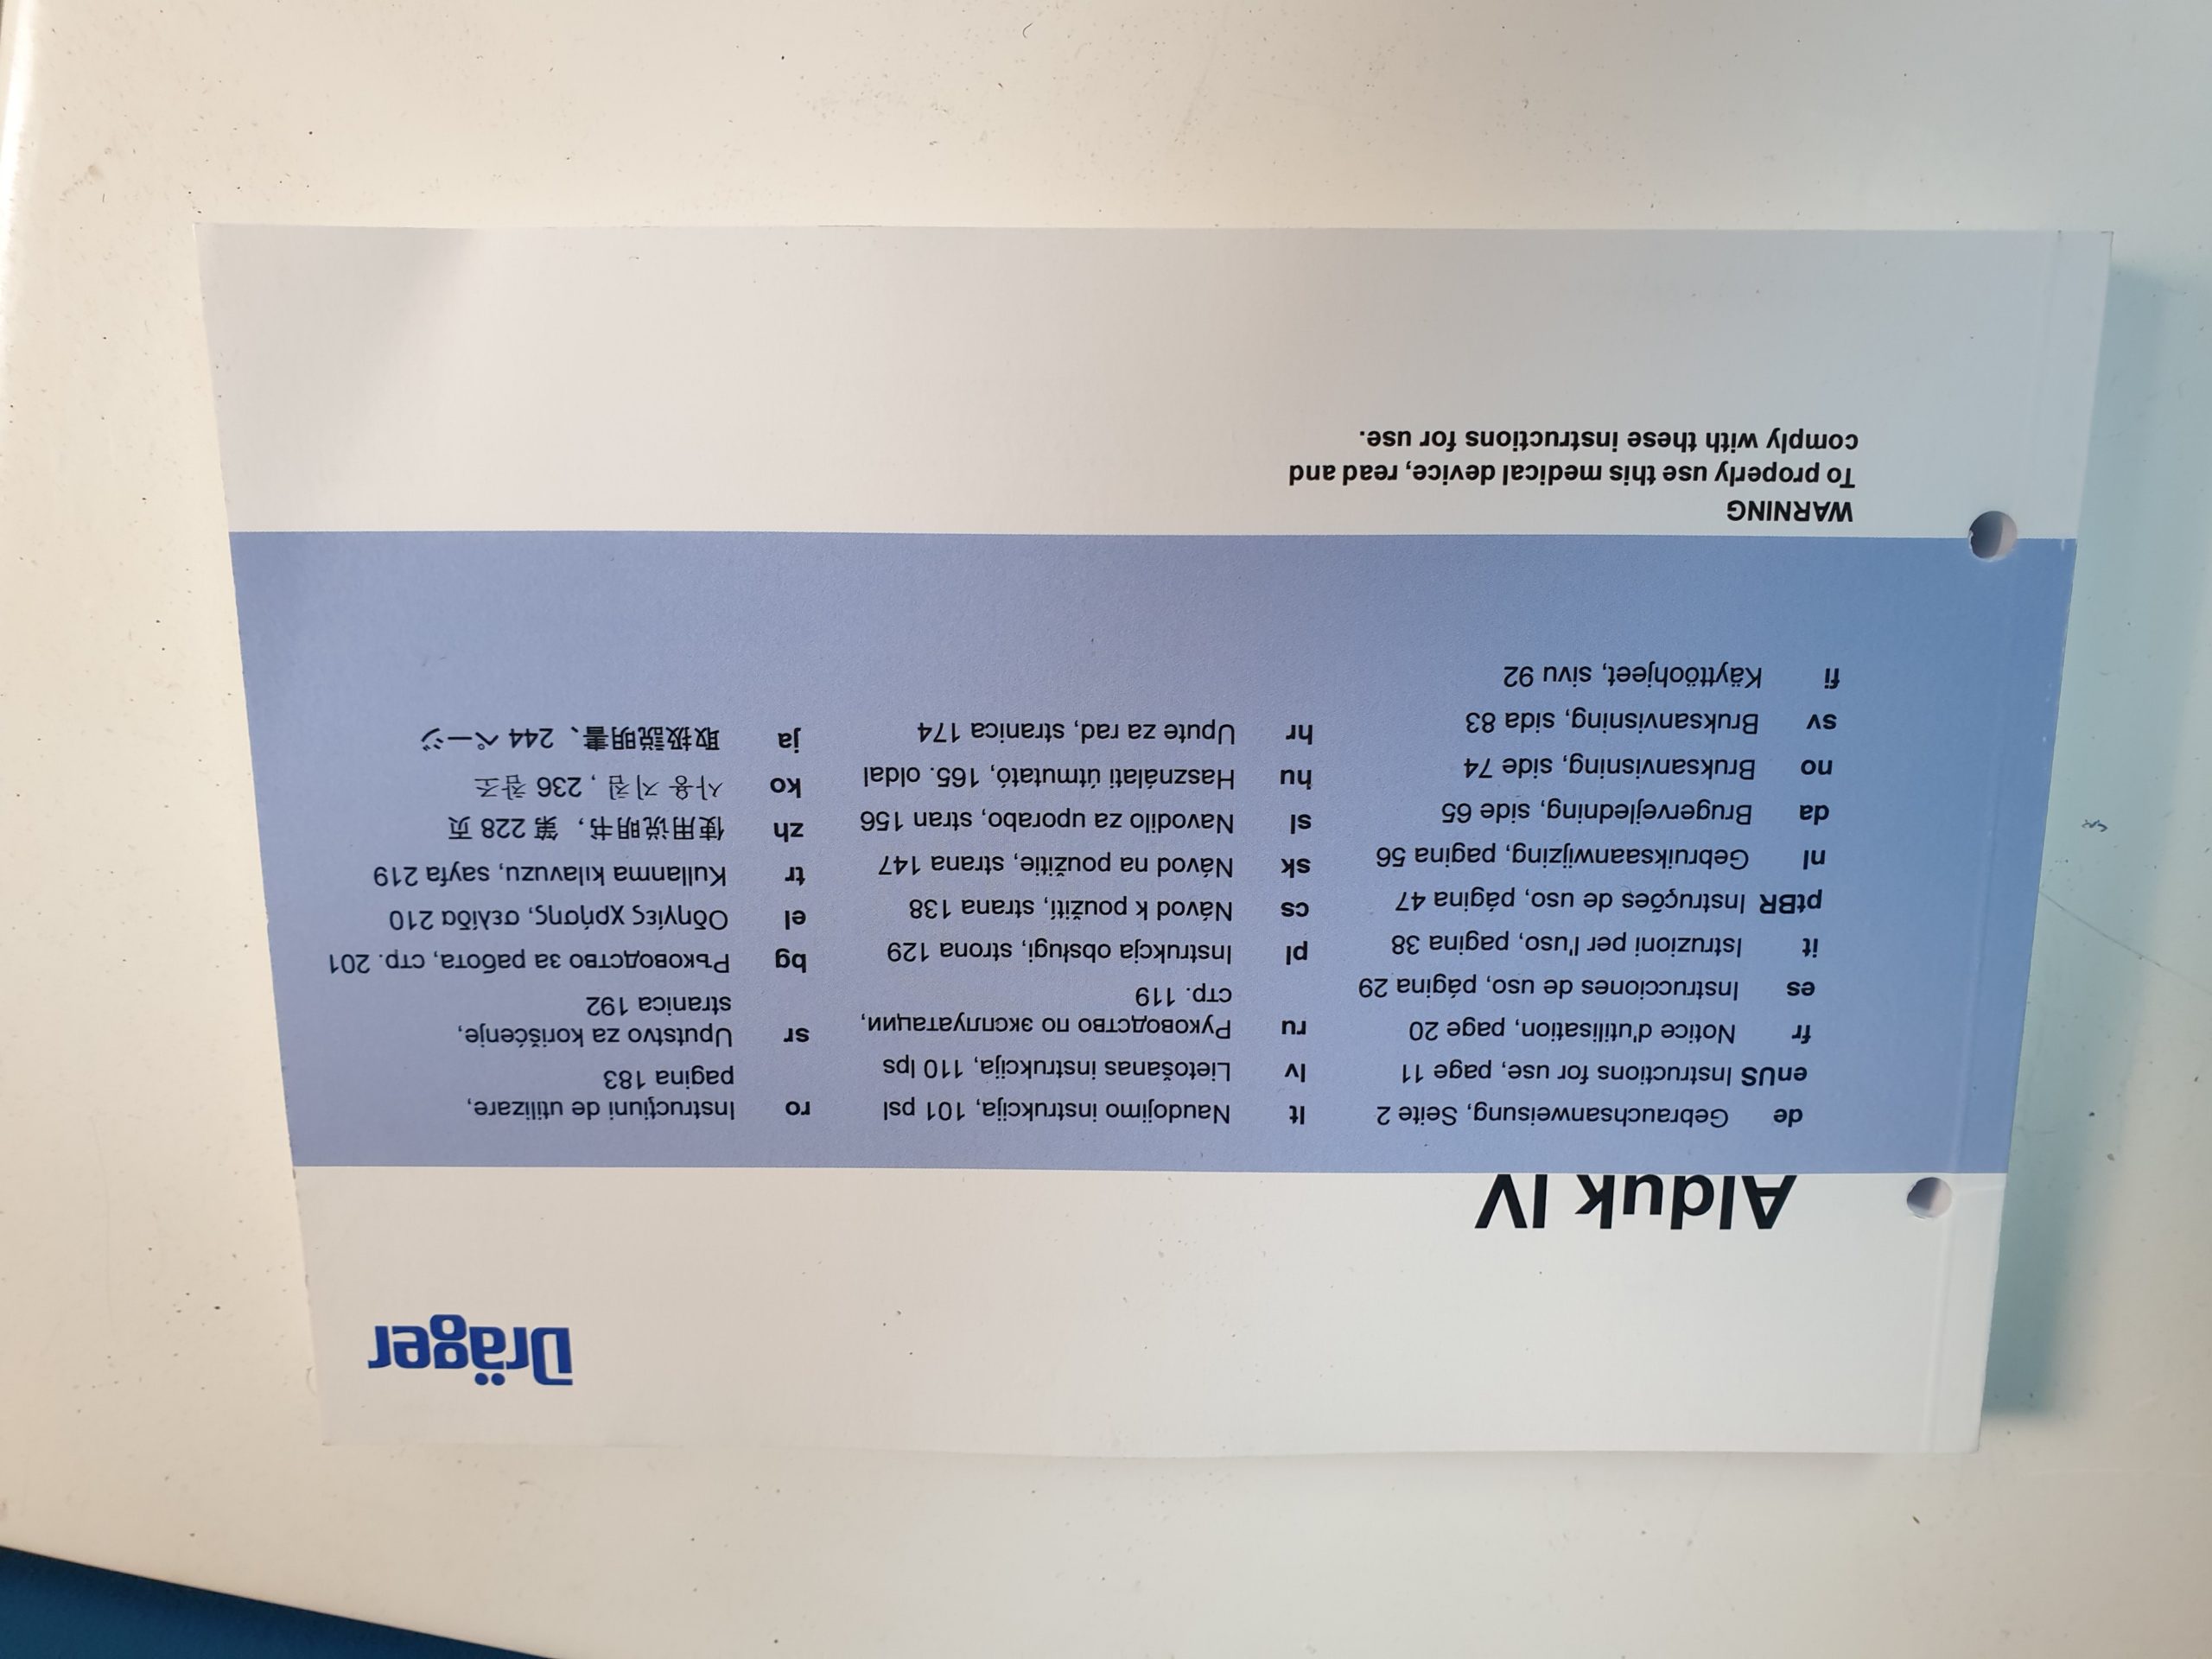 Dräger
Alduk IV
de Gebrauchsanweisung, Seite 2
enUS Instructions for use, page 11
fr Notice d'utilisation, page 20
es Instrucciones de uso, página 29
it Istruzioni per l'uso, pagina 38
ptBR Instruções de uso, página 47
nl Gebruiksaanwijzing, pagina 56
da Brugervejledning, side 65
no Bruksanvisning, side 74
sv Bruksanvisning, sida 83
fi Käyttöohjeet, sivu 92
lt Naudojimo instrukcija, 101 psl
lv Lietošanas instrukcija, 110 lps
ru Руководство по эксплуатации,
стр. 119
pl Instrukcja obsługi, strona 129
cs Návod k použití, strana 138
sk Návod na použitie, strana 147
sl Navodilo za uporabo, stran 156
hu Használati útmutató, 165. oldal
hr Upute za rad, stranica 174
ro Instrucţiuni de utilizare,
pagina 183
sr Uputstvo za korišćenje,
stranica 192
bg Ръководство за работа, стр. 201
el Οδηγίες χρήσης, σελίδα 210
tr Kullanma kılavuzu, sayfa 219
zh 使用说明书，第 228 页
ko 사용 지침 , 236 참조
ja 取扱説明書、244 ページ
WARNING
To properly use this medical device, read and
comply with these instructions for use.